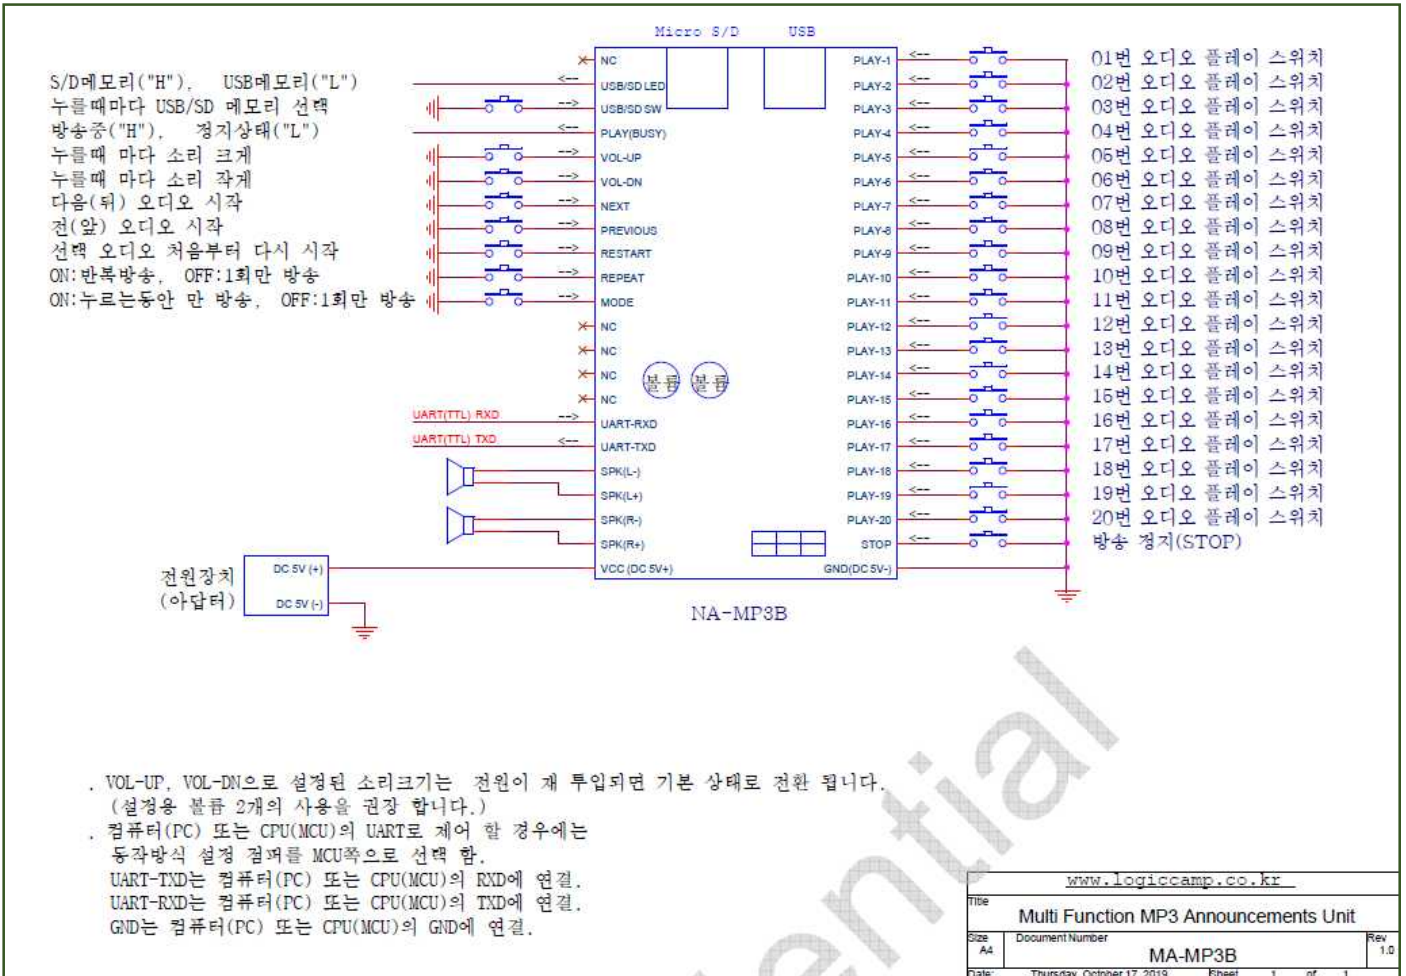 Micro S/D USB
S/D메모리("H"), USB메모리("L")
누를때마다 USB/SD 메모리 선택
방송중("H"), 정지상태("L")
누를때 마다 소리 크게
누를때 마다 소리 작게
다음(뒤) 오디오 시작
전(앞) 오디오 시작
선택 오디오 처음부터 다시 시작
ON:반복방송, OFF:1회만 방송
ON:누르는동안 만 방송, OFF:1회만 방송
UART(TTL) RXD
UART(TTL) TXD
전원장치
(아답터)
DC 5V (+)
DC 5V (-)
NC
USB/SD LED
USB/SD SW
PLAY(BUSY)
VOL-UP
VOL-DN
NEXT
PREVIOUS
RESTART
REPEAT
MODE
NC
NC
NC
NC
UART-RXD
UART-TXD
SPK(L-)
SPK(L+)
SPK(R-)
SPK(R+)
VCC (DC 5V+)
볼륨 볼륨
PLAY-1
PLAY-2
PLAY-3
PLAY-4
PLAY-5
PLAY-6
PLAY-7
PLAY-8
PLAY-9
PLAY-10
PLAY-11
PLAY-12
PLAY-13
PLAY-14
PLAY-15
PLAY-16
PLAY-17
PLAY-18
PLAY-19
PLAY-20
STOP
GND(DC 5V-)
NA-MP3B
01번 오디오 플레이 스위치
02번 오디오 플레이 스위치
03번 오디오 플레이 스위치
04번 오디오 플레이 스위치
05번 오디오 플레이 스위치
06번 오디오 플레이 스위치
07번 오디오 플레이 스위치
08번 오디오 플레이 스위치
09번 오디오 플레이 스위치
10번 오디오 플레이 스위치
11번 오디오 플레이 스위치
12번 오디오 플레이 스위치
13번 오디오 플레이 스위치
14번 오디오 플레이 스위치
15번 오디오 플레이 스위치
16번 오디오 플레이 스위치
17번 오디오 플레이 스위치
18번 오디오 플레이 스위치
19번 오디오 플레이 스위치
20번 오디오 플레이 스위치
방송 정지(STOP)
. VOL-UP, VOL-DN으로 설정된 소리크기는 전원이 재 투입되면 기본 상태로 전환 됩니다.
(설정용 볼륨 2개의 사용을 권장 합니다.)
. 컴퓨터(PC) 또는 CPU(MCU)의 UART로 제어 할 경우에는
동작방식 설정 점퍼를 MCU쪽으로 선택 함.
UART-TXD는 컴퓨터(PC) 또는 CPU(MCU)의 RXD에 연결.
UART-RXD는 컴퓨터(PC) 또는 CPU(MCU)의 TXD에 연결.
GND는 컴퓨터(PC) 또는 CPU(MCU)의 GND에 연결.
ential
www.logiccamp.co.kr
Title
Multi Function MP3 Announcements Unit
Size Document Number Rev
A4 MA-MP3B 1.0
Date: Thursday, October 17, 2019 Sheet 1 of 1